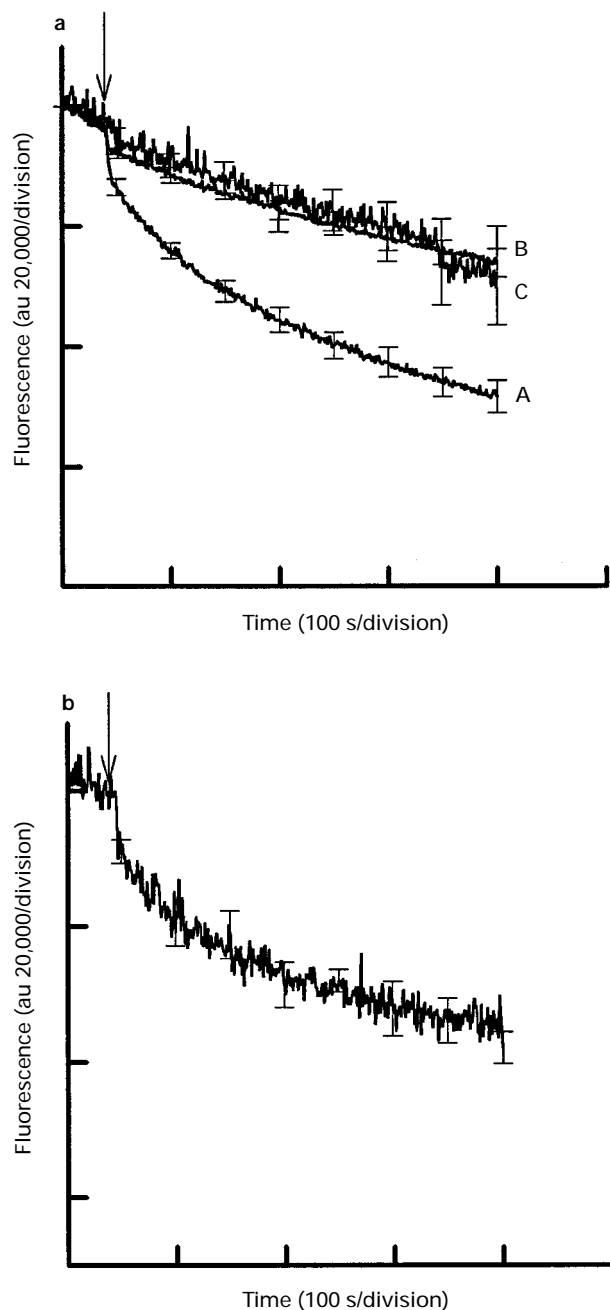 a
Fluorescence (au 20,000/division)
B
C
A
Time (100 s/division)
b
Fluorescence (au 20,000/division)
Time (100 s/division)